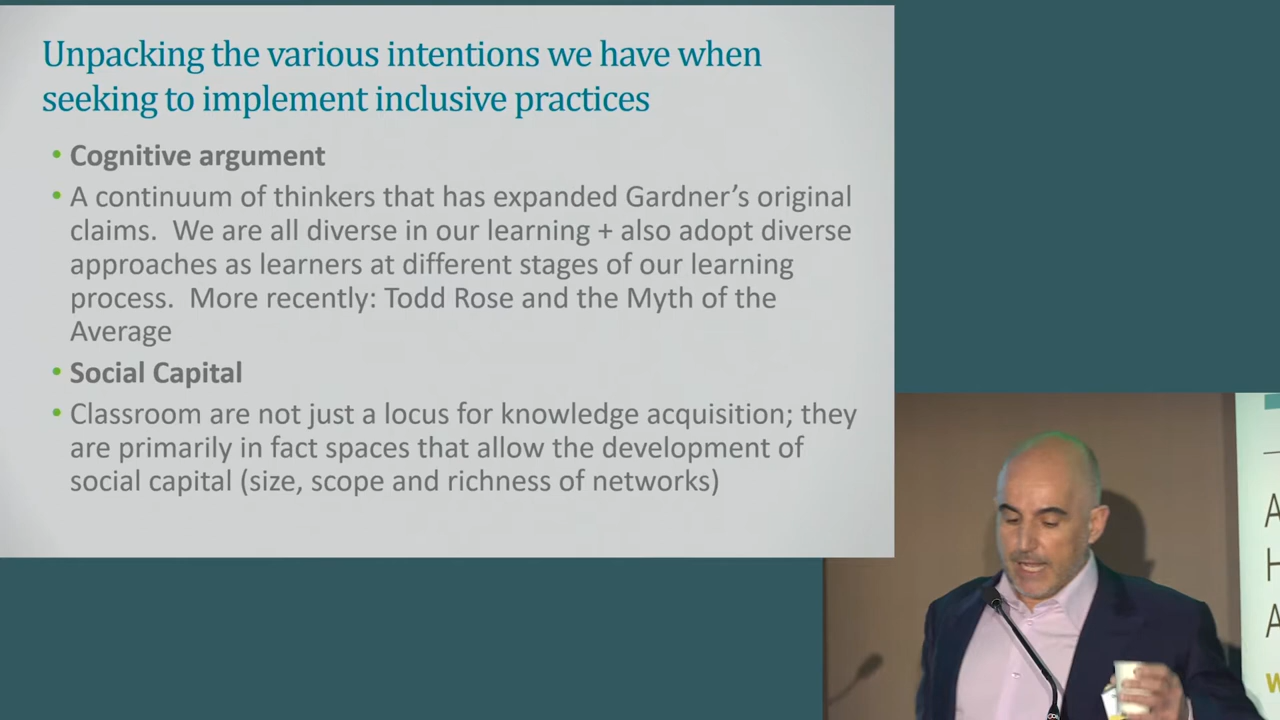 Unpacking the various intentions we have when
seeking to implement inclusive practices
• Cognitive argument
• A continuum of thinkers that has expanded Gardner’s original
claims.  We are all diverse in our learning + also adopt diverse
approaches as learners at different stages of our learning
process.  More recently: Todd Rose and the Myth of the
Average
• Social Capital
• Classroom are not just a locus for knowledge acquisition; they
are primarily in fact spaces that allow the development of
social capital (size, scope and richness of networks)
A
H
A
w